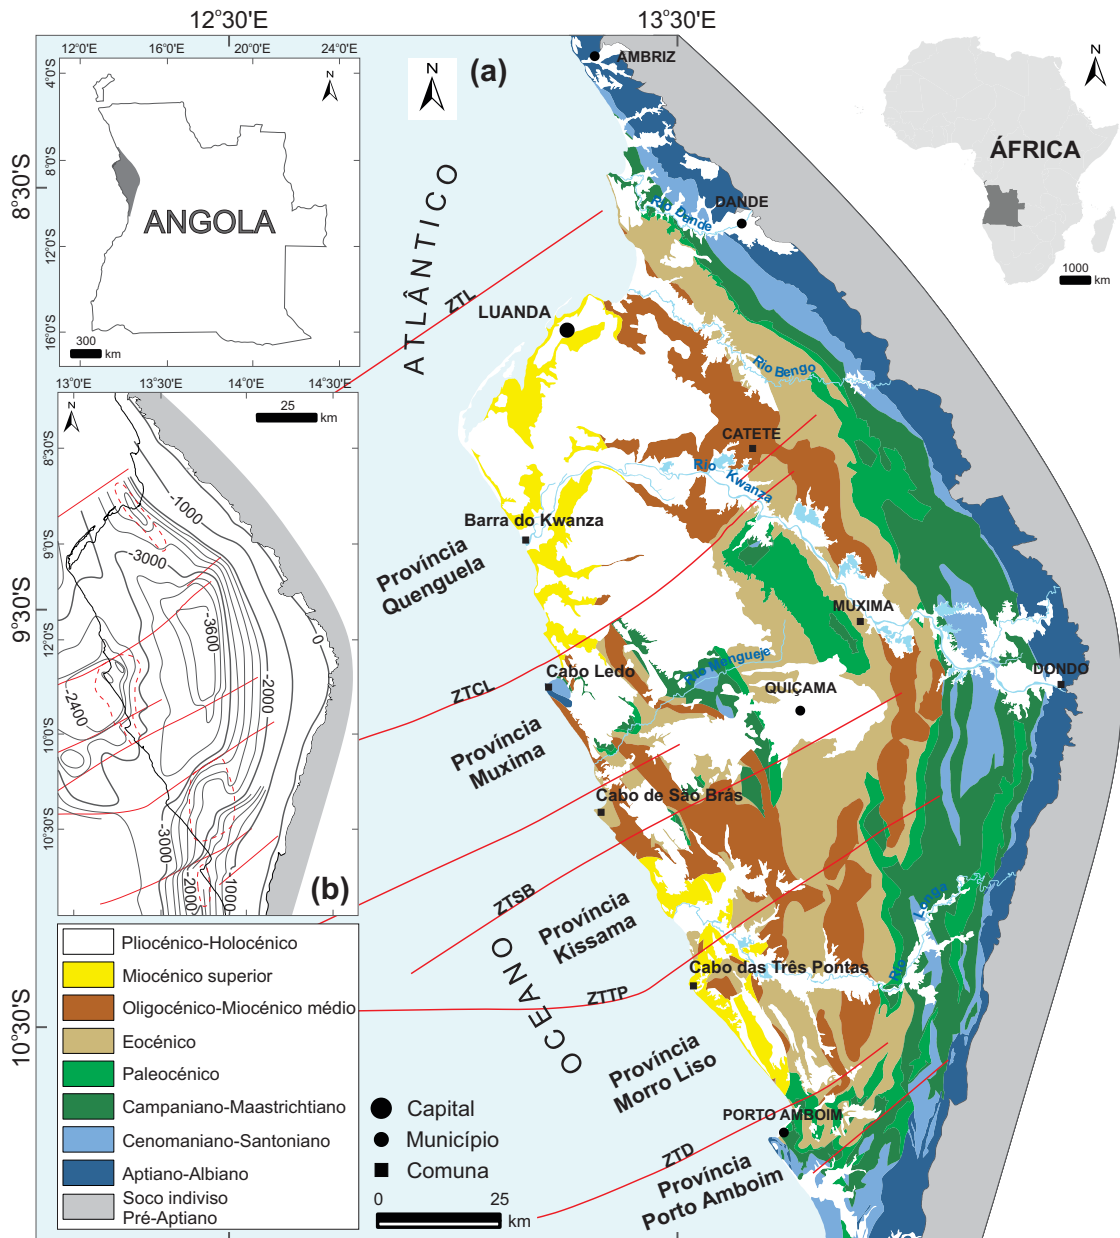 12°30'E
13°30'E
8°30'S
9°30'S
10°30'S
12°0'E
16°0'E
20°0'E
24°0'E
4°0'S
8°0'S
12°0'S
16°0'S
N
ANGOLA
300
km
(a)
N
N
ÁFRICA
1000
km
13°0'E
13°30'E
14°0'E
14°30'E
N
25
km
8°30'S
9°0'S
12°0'S
10°0'S
10°30'S
-1000
-3000
-3600
0
-2000
-2400
-3000
-2000
-1000
(b)
ATLÂNTICO
OCEANO
AMBRIZ
Rio Dande
DANDE
ZTL
LUANDA
Rio Bengo
CATETE
Rio Kwanza
Barra do Kwanza
Província
Quenguela
MUXIMA
Rio Mengueje
Cabo Ledo
QUIÇAMA
DONDO
ZTCL
Província
Muxima
Cabo de São Brás
ZTSB
Província
Kissama
Rio Longa
Cabo das Três Pontas
ZTTP
Província
Morro Liso
PORTO AMBOIM
ZTD
Província
Porto Amboim
Pliocénico-Holocénico
Miocénico superior
Oligocénico-Miocénico médio
Eocénico
Paleocénico
Campaniano-Maastrichtiano
Cenomaniano-Santoniano
Aptiano-Albiano
Soco indiviso
Pré-Aptiano
Capital
Município
Comuna
0
25
km